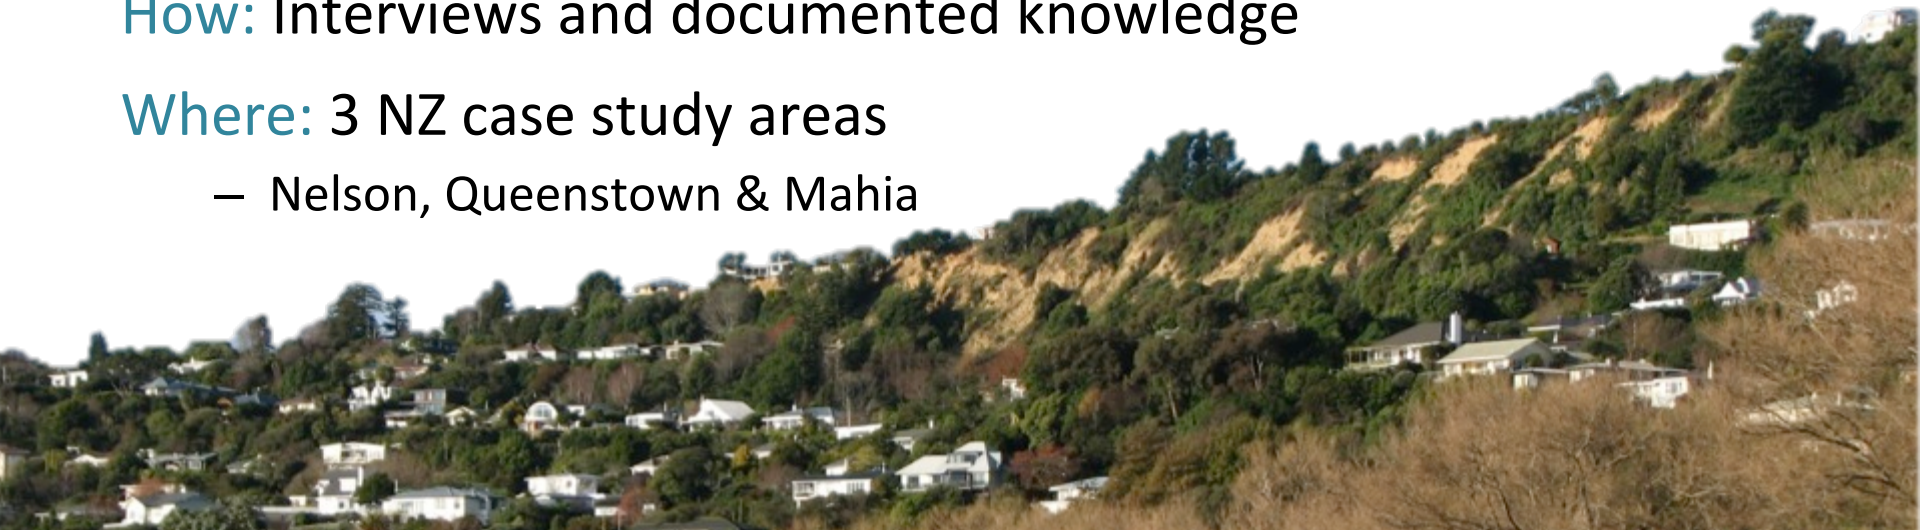 How: Interviews and documented knowledge
Where: 3 NZ case study areas
– Nelson, Queenstown & Mahia